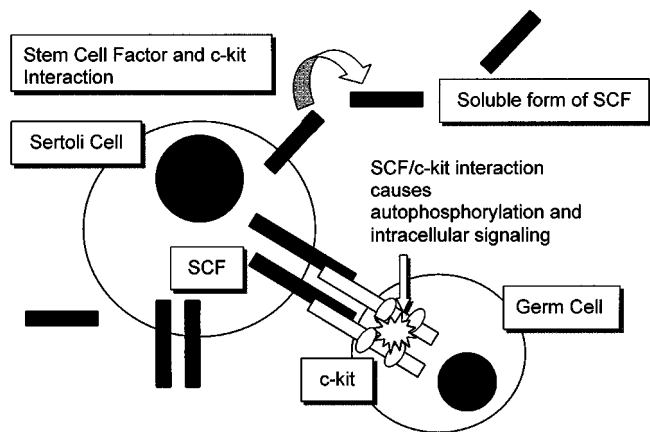 Stem Cell Factor and c-kit
Interaction
Soluble form of SCF
Sertoli Cell
SCF/c-kit interaction
causes
autophosphorylation and
intracellular signaling
SCF
Germ Cell
c-kit